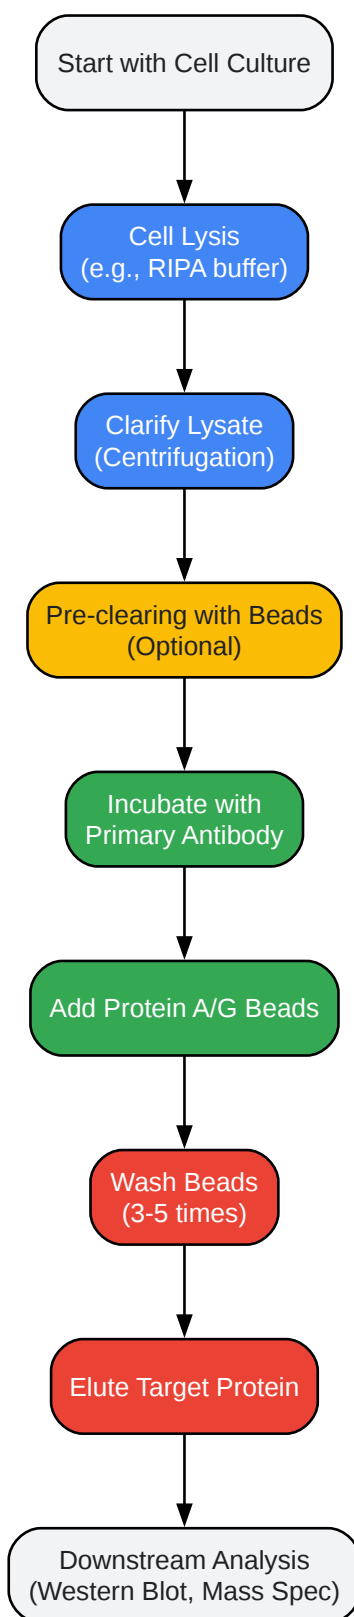 Start with Cell Culture
Cell Lysis
(e.g., RIPA buffer)
Clarify Lysate
(Centrifugation)
Pre-clearing with Beads
(Optional)
Incubate with
Primary Antibody
Add Protein A/G Beads
Wash Beads
(3-5 times)
Elute Target Protein
Downstream Analysis
(Western Blot, Mass Spec)